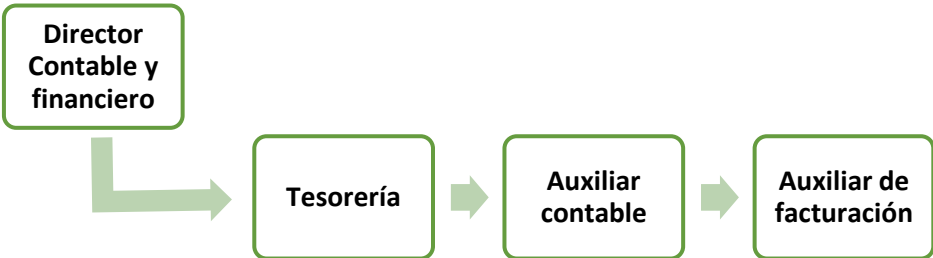 Director
Contable y
financiero
Tesorería
Auxiliar
contable
Auxiliar de
facturación